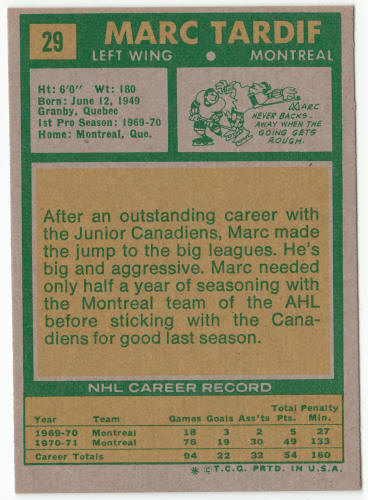 29
MARC TARDIF
LEFT WING MONTREAL
Ht: 6'0" Wt: 180
Born: June 12, 1949
Granby, Quebec
1st Pro Season: 1969-70
Home: Montreal, Que.
MARC
NEVER BACKS
AWAY WHEN THE
GOING GETS
ROUGH.
After an outstanding career with
the Junior Canadiens, Marc made
the jump to the big leagues. He's
big and aggressive. Marc needed
only half a year of seasoning with
the Montreal team of the AHL
before sticking with the Cana-
diens for good last season.
NHL CAREER RECORD
Total Penalty
Year Team Games Goals Ass'ts Pts. Min.
1969-70 Montreal 18 3 2 5 27
1970-71 Montreal 76 19 30 49 133
Career Totals 94 22 32 54 160
* © T.C.G. PRTD. IN U.S.A.